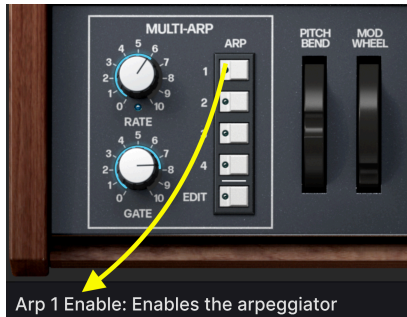 MULTI-ARP
ARP
PITCH BEND
MOD WHEEL
0 1 2 3 4 5 6 7 8 9 10
RATE
0 1 2 3 4 5 6 7 8 9 10
GATE
1
2
3
4
EDIT
Arp 1 Enable: Enables the arpeggiator